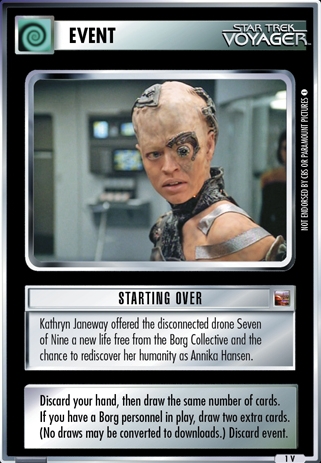 EVENT
STAR TREK
VOYAGER
NOT ENDORSED BY CBS OR PARAMOUNT PICTURES
STARTING OVER
Kathryn Janeway offered the disconnected drone Seven
of Nine a new life free from the Borg Collective and the
chance to rediscover her humanity as Annika Hansen.
Discard your hand, then draw the same number of cards.
If you have a Borg personnel in play, draw two extra cards.
(No draws may be converted to downloads.) Discard event.
1 V